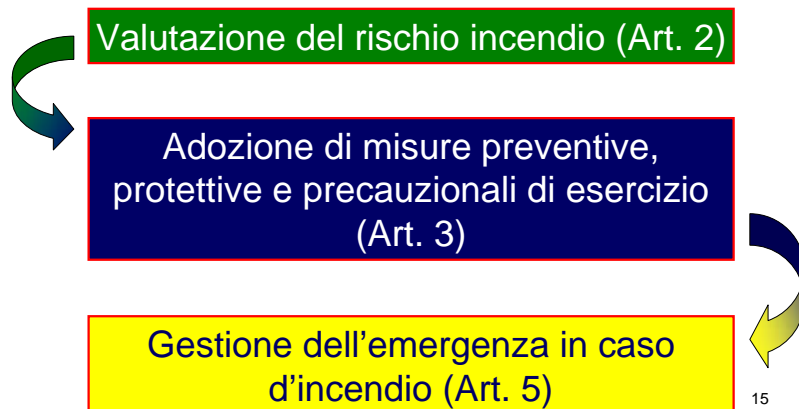 Valutazione del rischio incendio (Art. 2)
Adozione di misure preventive,
protettive e precauzionali di esercizio
(Art. 3)
Gestione dell’emergenza in caso
d’incendio (Art. 5)
15